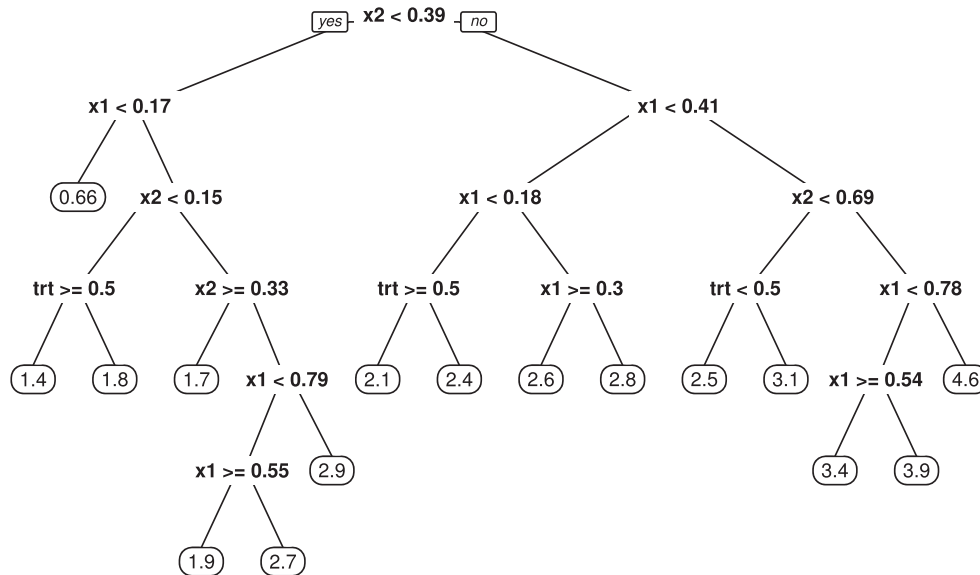 yes x2 < 0.39 no
x1 < 0.17 x1 < 0.41
0.66 x2 < 0.15 x1 < 0.18 x2 < 0.69
trt >= 0.5 x2 >= 0.33 trt >= 0.5 x1 >= 0.3 trt < 0.5 x1 < 0.78
1.4 1.8 1.7 x1 < 0.79 2.1 2.4 2.6 2.8 2.5 3.1 x1 >= 0.54 4.6
x1 >= 0.55 2.9 3.4 3.9
1.9 2.7